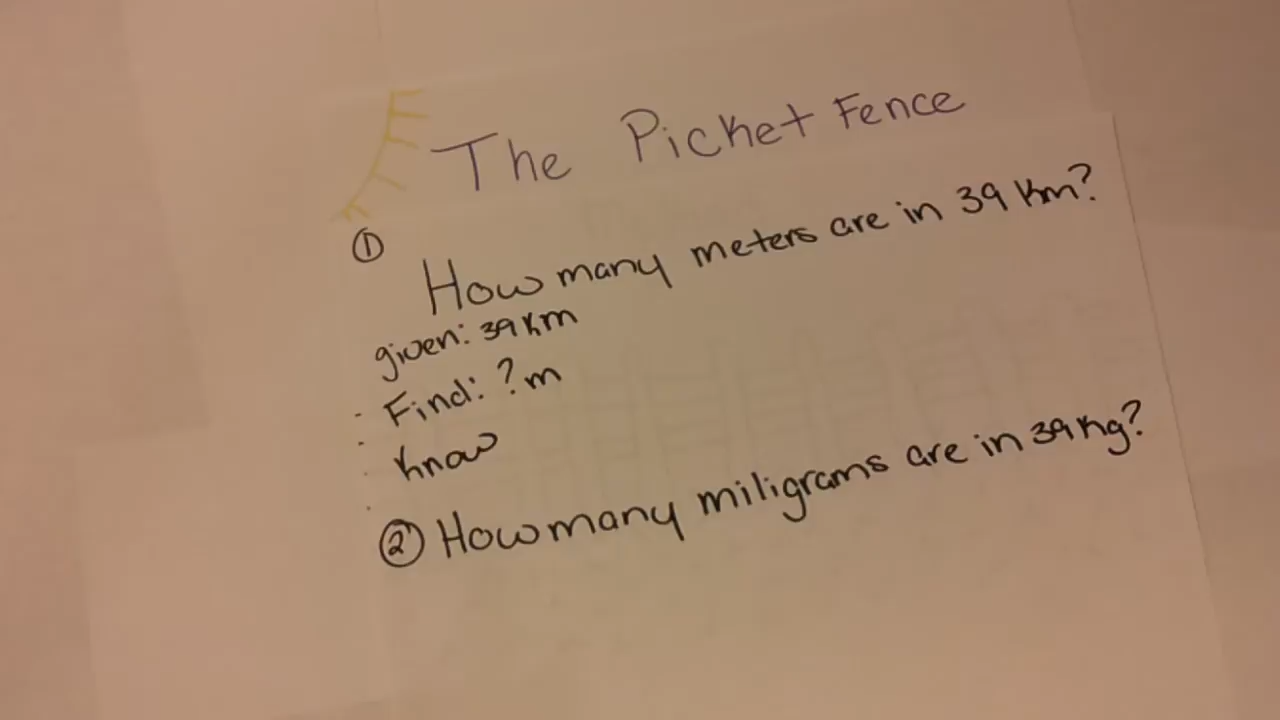 The Picket Fence
①
How many meters are in 39 Km?
given: 39 Km
Find: ? m
Know
② How many miligrams are in 39 Kg?